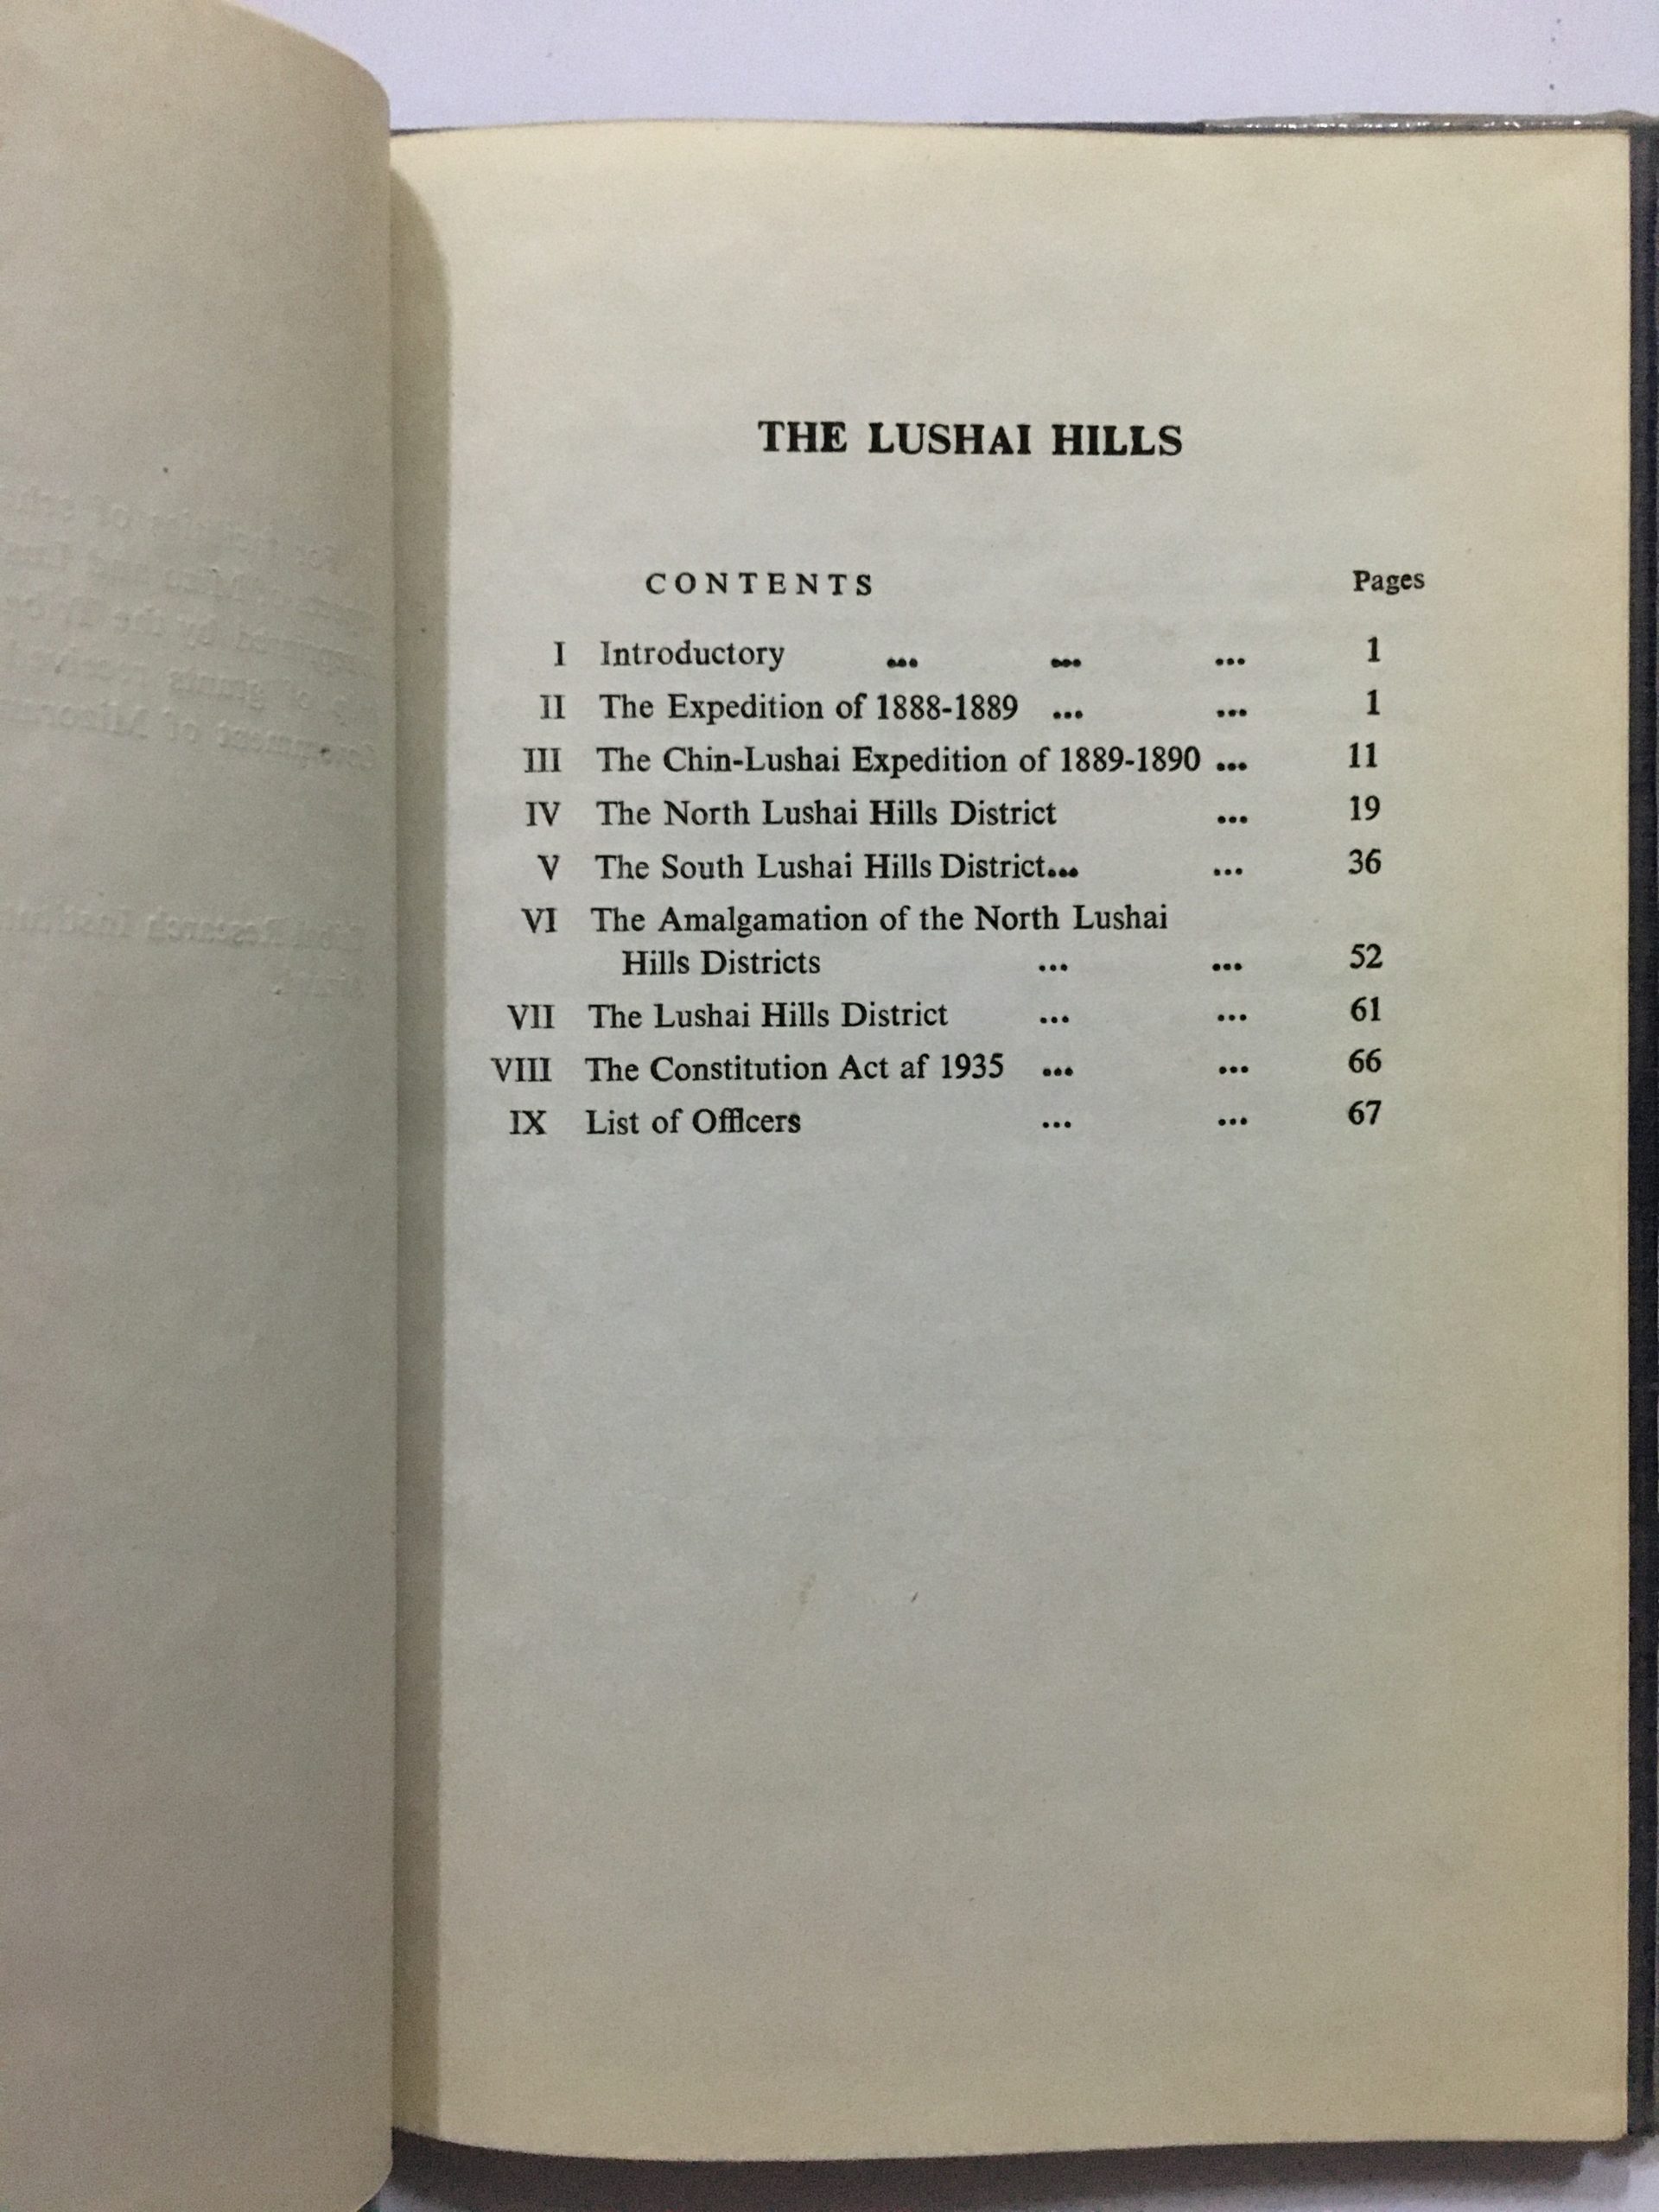 THE LUSHAI HILLS
CONTENTS Pages
I Introductory ... ... ... 1
II The Expedition of 1888-1889 ... ... 1
III The Chin-Lushai Expedition of 1889-1890 ... 11
IV The North Lushai Hills District ... 19
V The South Lushai Hills District... ... 36
VI The Amalgamation of the North Lushai
Hills Districts ... ... 52
VII The Lushai Hills District ... ... 61
VIII The Constitution Act af 1935 ... ... 66
IX List of Officers ... ... 67